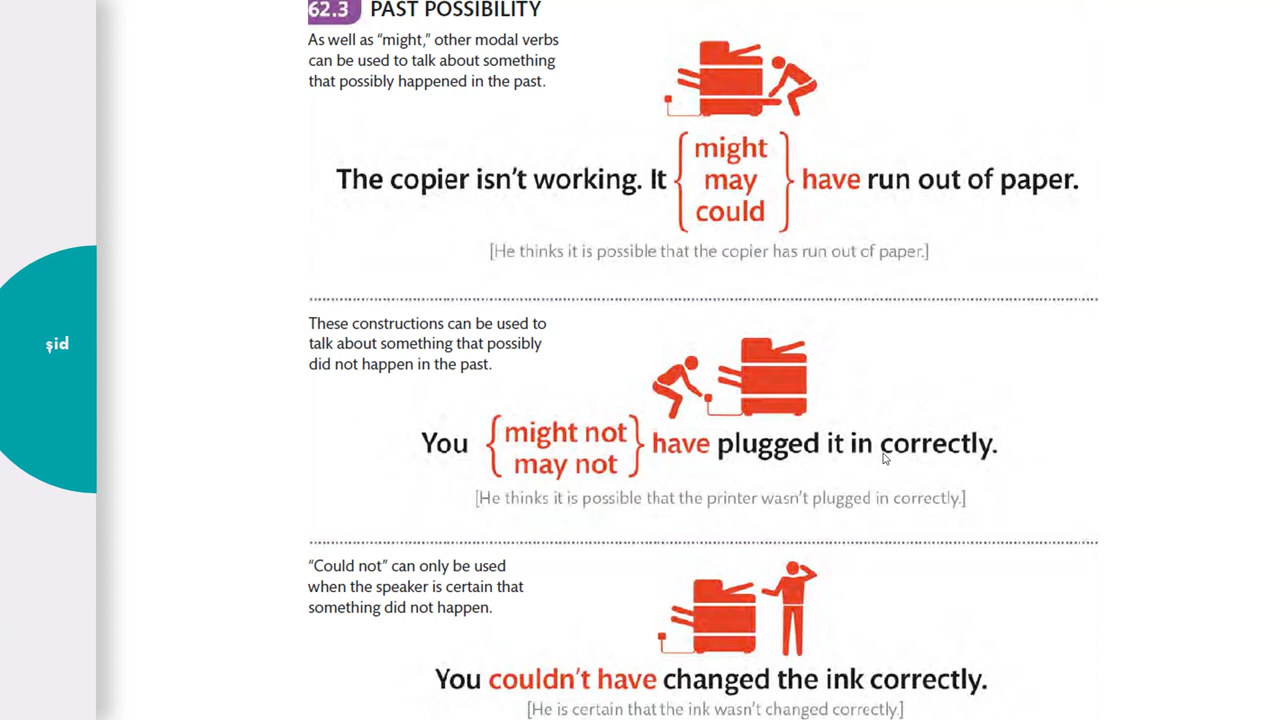 62.3 PAST POSSIBILITY
As well as “might,” other modal verbs
can be used to talk about something
that possibly happened in the past.
might
The copier isn’t working. It may have run out of paper.
could
[He thinks it is possible that the copier has run out of paper.]
These constructions can be used to
talk about something that possibly
did not happen in the past.
might not
You have plugged it in correctly.
may not
[He thinks it is possible that the printer wasn’t plugged in correctly.]
“Could not” can only be used
when the speaker is certain that
something did not happen.
You couldn’t have changed the ink correctly.
[He is certain that the ink wasn’t changed correctly.]
șid